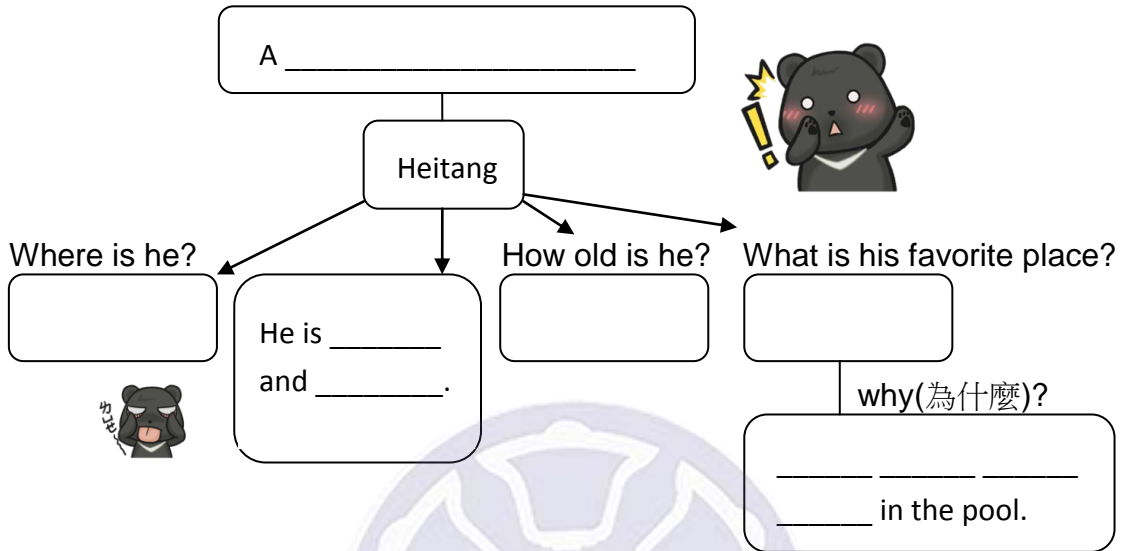 A ______________________
Heitang
Where is he?
How old is he?
What is his favorite place?
He is _______
and ________.
why(為什麼)?
______ ______ ______
______ in the pool.